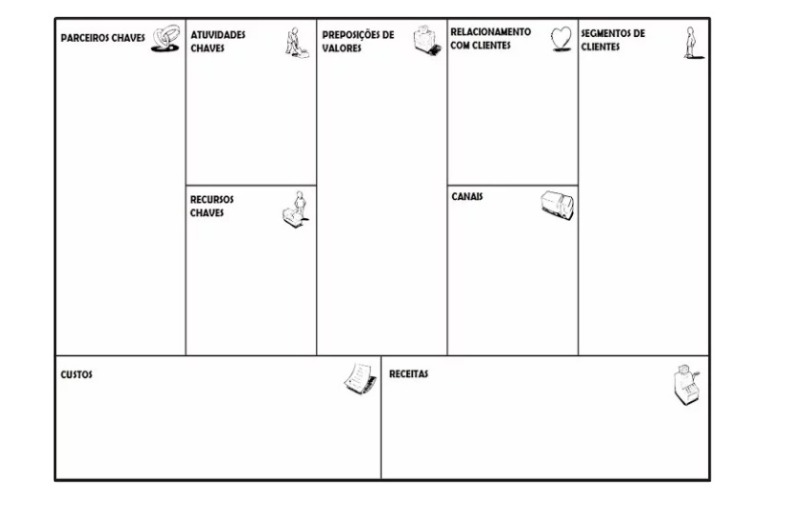 PARCEIROS CHAVES
ATUVIDADES
CHAVES
PREPOSIÇÕES DE
VALORES
RELACIONAMENTO
COM CLIENTES
SEGMENTOS DE
CLIENTES
RECURSOS
CHAVES
CANAIS
CUSTOS
RECEITAS